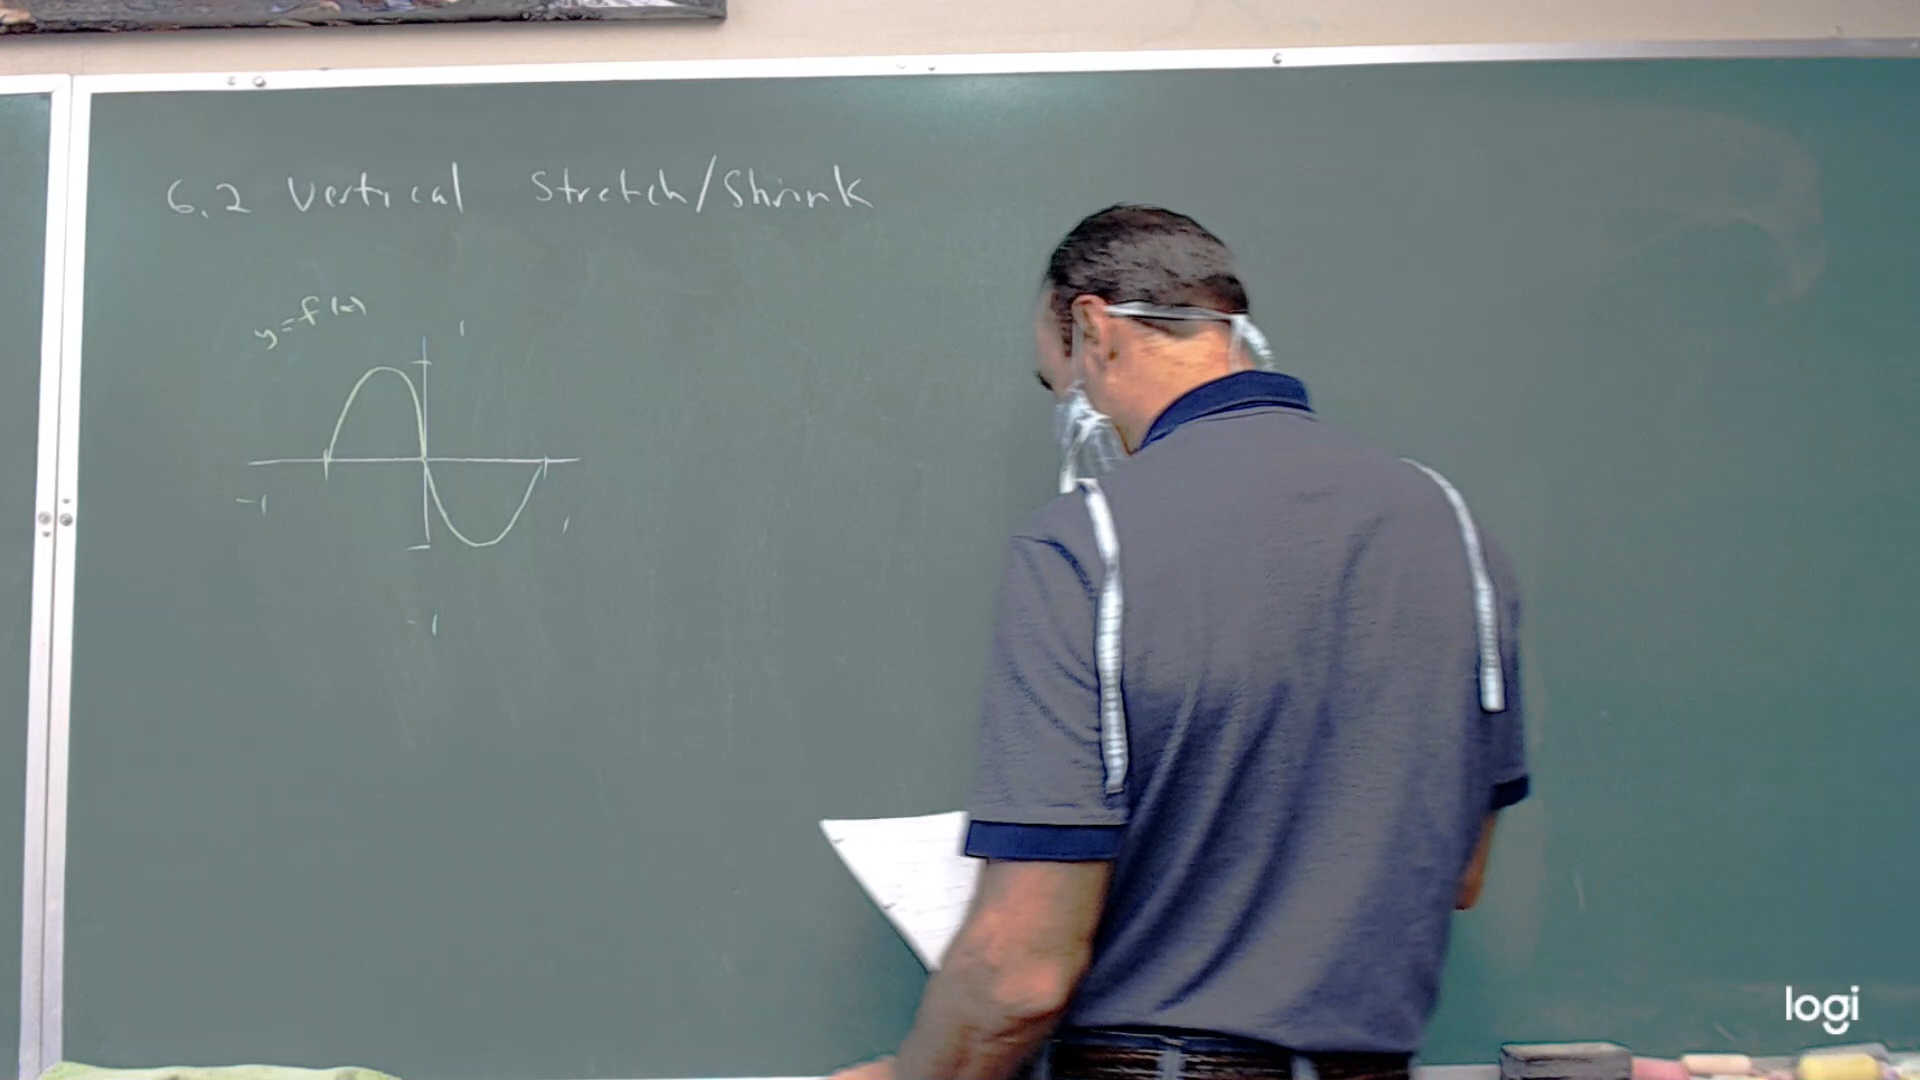 6.2 Vertical Stretch/Shrink
y=f(x)
1
-1
1
-1
logi